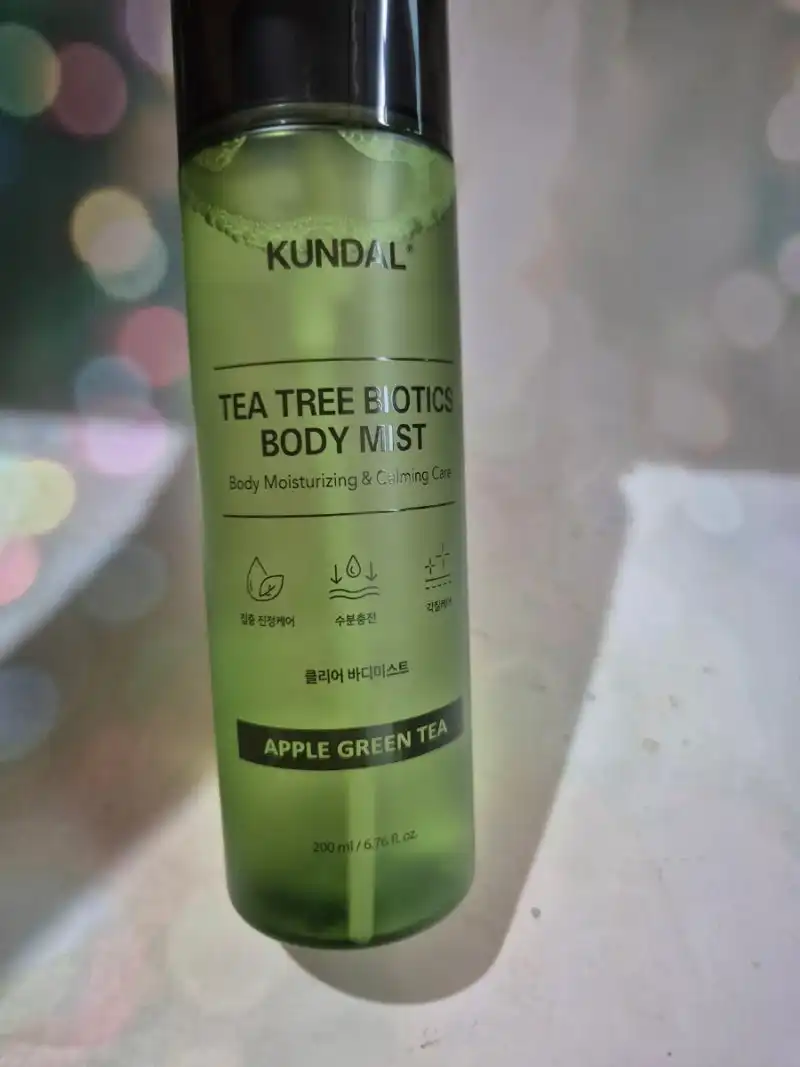 KUNDAL®
TEA TREE BIOTICS
BODY MIST
Body Moisturizing & Calming Care
집중 진정케어
수분충전
각질케어
클리어 바디미스트
APPLE GREEN TEA
200 ml / 6.76 fl. oz.